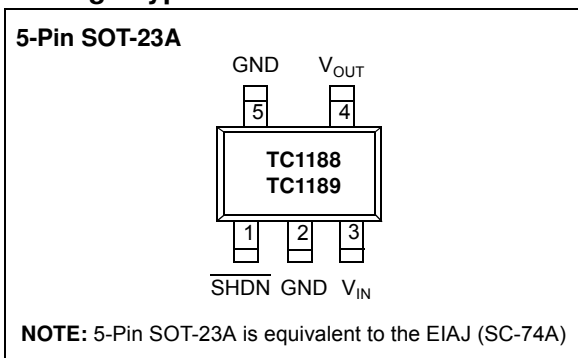 5-Pin SOT-23A
GND VOUT
5 4
TC1188
TC1189
1 2 3
SHDN GND VIN
NOTE: 5-Pin SOT-23A is equivalent to the EIAJ (SC-74A)